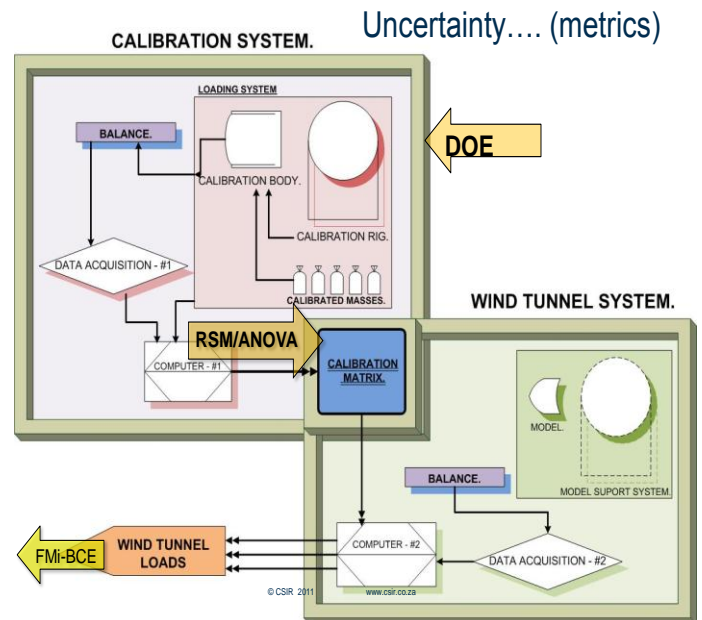 Uncertainty…. (metrics)
CALIBRATION SYSTEM.
LOADING SYSTEM
BALANCE.
DOE
CALIBRATION BODY.
CALIBRATION RIG.
DATA ACQUISITION - #1
CALIBRATED MASSES.
WIND TUNNEL SYSTEM.
RSM/ANOVA
COMPUTER - #1
CALIBRATION
MATRIX.
MODEL.
BALANCE.
MODEL SUPORT SYSTEM.
FMi-BCE
WIND TUNNEL
LOADS
COMPUTER - #2
DATA ACQUISITION - #2
© CSIR 2011 www.csir.co.za